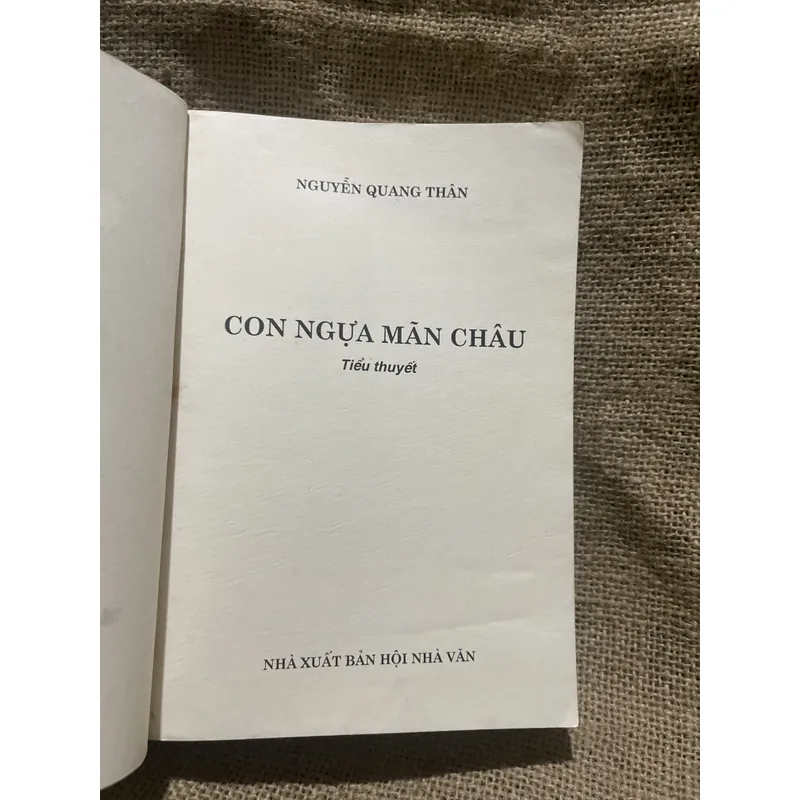 NGUYỄN QUANG THÂN
CON NGỰA MÃN CHÂU
Tiểu thuyết
NHÀ XUẤT BẢN HỘI NHÀ VĂN